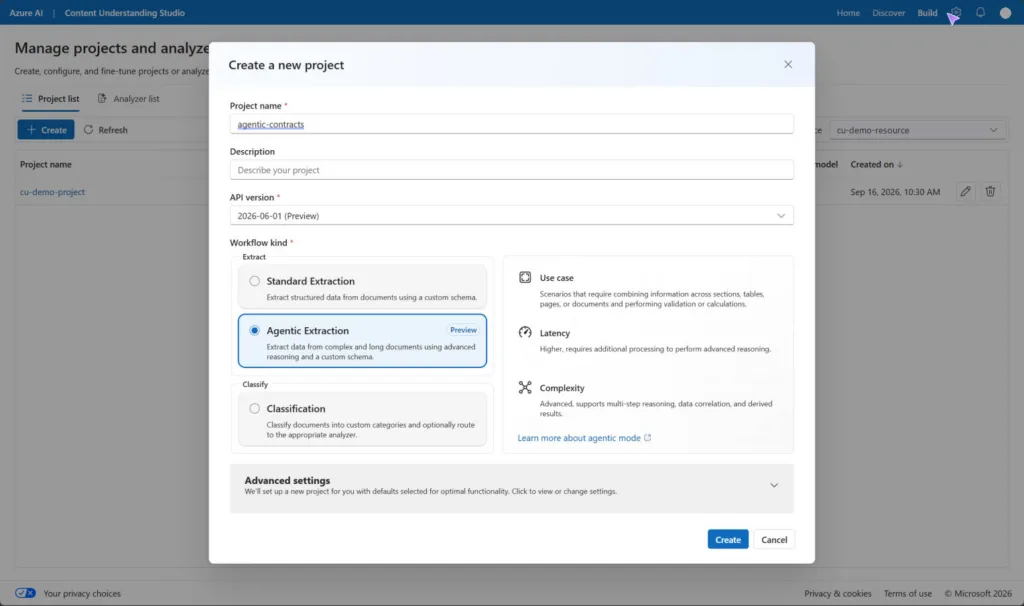 Azure AI | Content Understanding Studio
Home Discover Build
Manage projects and analyze
Create, configure, and fine-tune projects or analyze
Project list Analyzer list
+ Create Refresh
cu-demo-resource
Project name
Created on ↓
cu-demo-project
Sep 16, 2026, 10:30 AM
Create a new project
Project name *
agentic-contracts
Description
Describe your project
API version *
2026-06-01 (Preview)
Workflow kind *
Extract
Standard Extraction
Extract structured data from documents using a custom schema.
Agentic Extraction Preview
Extract data from complex and long documents using advanced
reasoning and a custom schema.
Classify
Classification
Classify documents into custom categories and optionally route
to the appropriate analyzer.
Use case
Scenarios that require combining information across sections, tables,
pages, or documents and performing validation or calculations.
Latency
Higher, requires additional processing to perform advanced reasoning.
Complexity
Advanced, supports multi-step reasoning, data correlation, and derived
results.
Learn more about agentic mode
Advanced settings
We'll set up a new project for you with defaults selected for optimal functionality. Click to view or change settings.
Create Cancel
Your privacy choices
Privacy & cookies Terms of use © Microsoft 2026